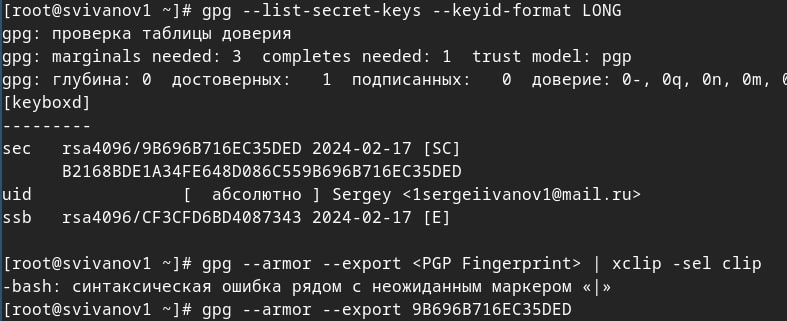 [root@svivanov1 ~]# gpg --list-secret-keys --keyid-format LONG
gpg: проверка таблицы доверия
gpg: marginals needed: 3  completes needed: 1  trust model: pgp
gpg: глубина: 0  достоверных:   1  подписанных:   0  доверие: 0-, 0q, 0n, 0m, 0
[keyboxd]
---------
sec   rsa4096/9B696B716EC35DED 2024-02-17 [SC]
      B2168BDE1A34FE648D086C559B696B716EC35DED
uid               [  абсолютно ] Sergey <1sergeiivanov1@mail.ru>
ssb   rsa4096/CF3CFD6BD4087343 2024-02-17 [E]
[root@svivanov1 ~]# gpg --armor --export <PGP Fingerprint> | xclip -sel clip
-bash: синтаксическая ошибка рядом с неожиданным маркером «|»
[root@svivanov1 ~]# gpg --armor --export 9B696B716EC35DED